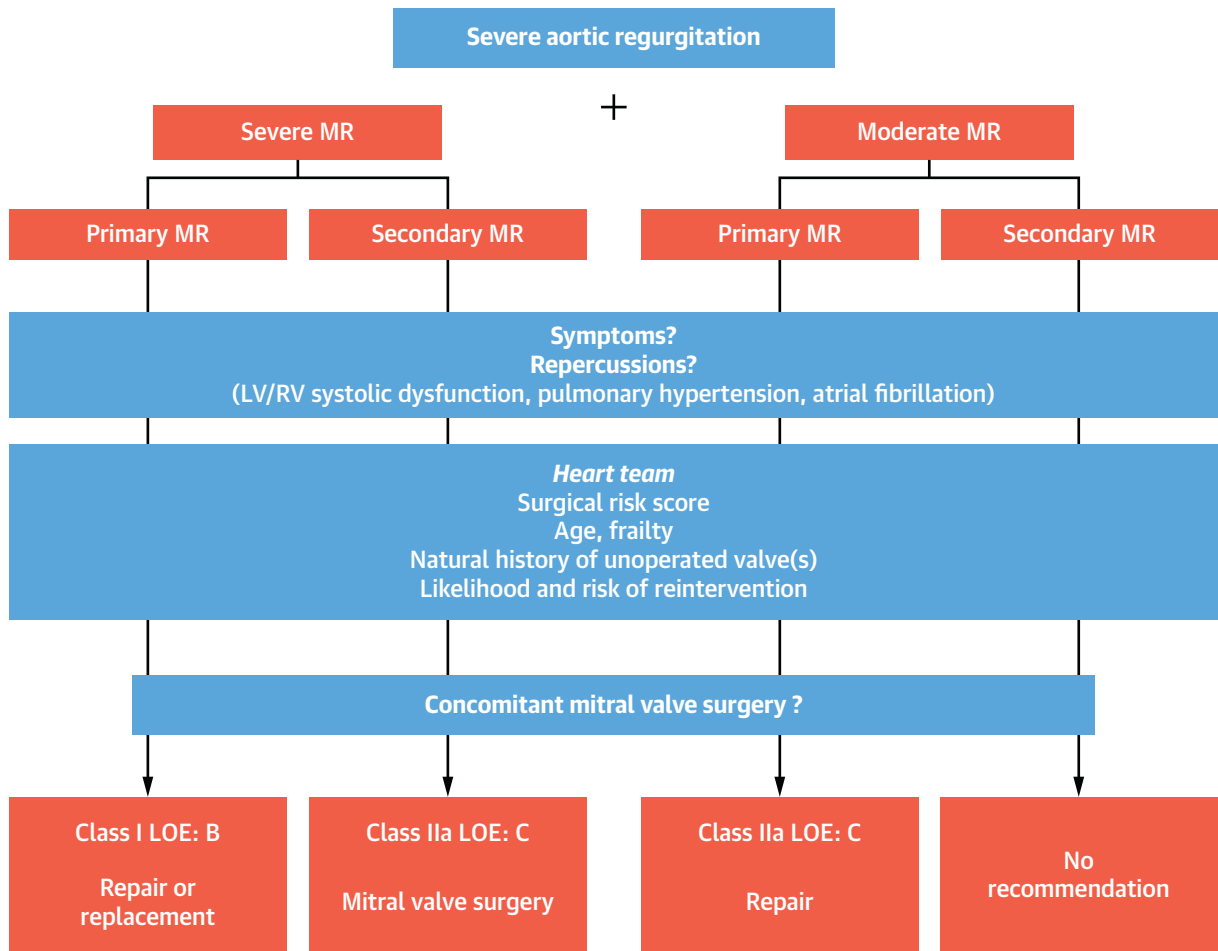 Severe aortic regurgitation
+
Severe MR
Moderate MR
Primary MR
Secondary MR
Primary MR
Secondary MR
Symptoms?
Repercussions?
(LV/RV systolic dysfunction, pulmonary hypertension, atrial fibrillation)
Heart team
Surgical risk score
Age, frailty
Natural history of unoperated valve(s)
Likelihood and risk of reintervention
Concomitant mitral valve surgery ?
Class I LOE: B
Repair or
replacement
Class IIa LOE: C
Mitral valve surgery
Class IIa LOE: C
Repair
No
recommendation